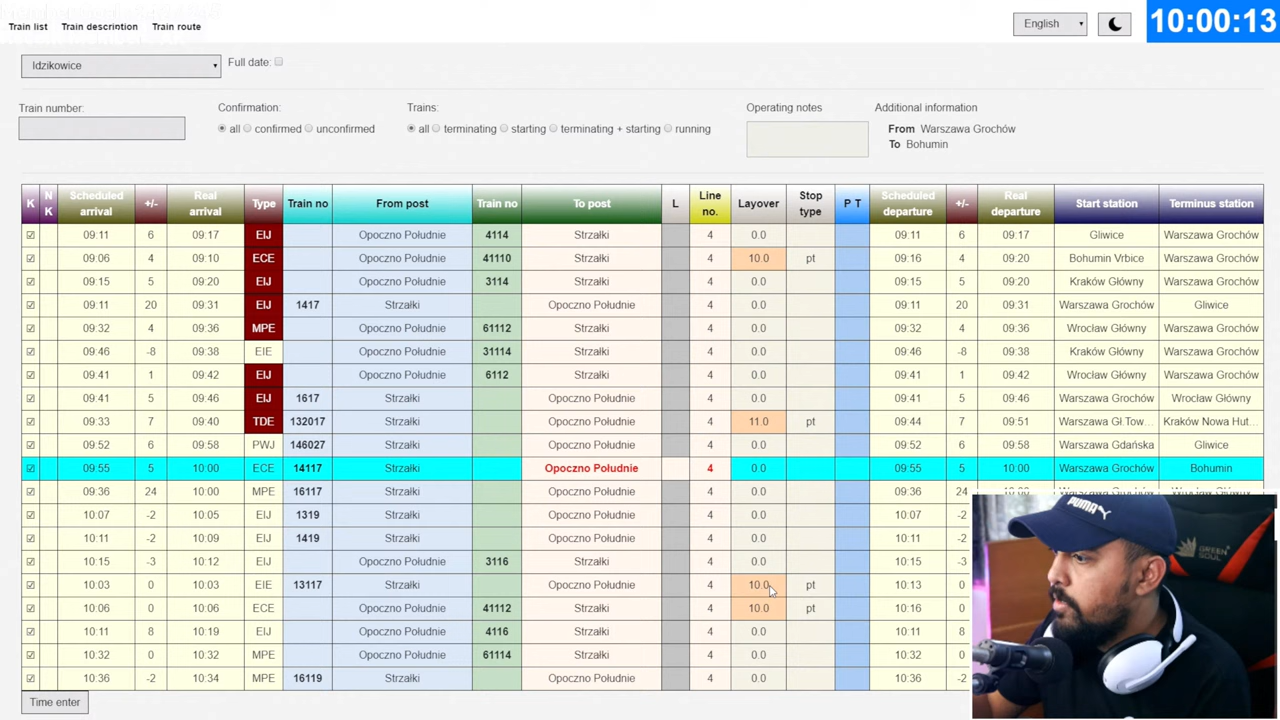 Train list Train description Train route English 10:00:13
Idzikowice Full date:
Train number: Confirmation: Trains: Operating notes Additional information
all confirmed unconfirmed all terminating starting terminating + starting running From Warszawa Grochów
To Bohumin
K N K Scheduled arrival +/- Real arrival Type Train no From post Train no To post L Line no. Layover Stop type P T Scheduled departure +/- Real departure Start station Terminus station
09:11 6 09:17 EIJ Opoczno Południe 4114 Strzałki 4 0.0 09:11 6 09:17 Gliwice Warszawa Grochów
09:06 4 09:10 ECE Opoczno Południe 41110 Strzałki 4 10.0 pt 09:16 4 09:20 Bohumin Vrbice Warszawa Grochów
09:15 5 09:20 EIJ Opoczno Południe 3114 Strzałki 4 0.0 09:15 5 09:20 Kraków Główny Warszawa Grochów
09:11 20 09:31 EIJ 1417 Strzałki Opoczno Południe 4 0.0 09:11 20 09:31 Warszawa Grochów Gliwice
09:32 4 09:36 MPE Opoczno Południe 61112 Strzałki 4 0.0 09:32 4 09:36 Wrocław Główny Warszawa Grochów
09:46 -8 09:38 EIE Opoczno Południe 31114 Strzałki 4 0.0 09:46 -8 09:38 Kraków Główny Warszawa Grochów
09:41 1 09:42 EIJ Opoczno Południe 6112 Strzałki 4 0.0 09:41 1 09:42 Wrocław Główny Warszawa Grochów
09:41 5 09:46 EIJ 1617 Strzałki Opoczno Południe 4 0.0 09:41 5 09:46 Warszawa Grochów Wrocław Główny
09:33 7 09:40 TDE 132017 Strzałki Opoczno Południe 4 11.0 pt 09:44 7 09:40 Warszawa Gł Tow... Kraków Nowa Hut...
09:52 6 09:58 PWJ 146027 Strzałki Opoczno Południe 4 0.0 09:52 6 09:58 Warszawa Gdańska Gliwice
09:55 5 10:00 ECE 14117 Strzałki Opoczno Południe 4 0.0 09:55 5 10:00 Warszawa Grochów Bohumin
09:36 24 10:00 MPE 16117 Strzałki Opoczno Południe 4 0.0 09:36 24 10:00 Warszawa Grochów Wrocław Główny
10:07 -2 10:05 EIJ 1319 Strzałki Opoczno Południe 4 0.0 10:07 -2
10:11 -2 10:09 EIJ 1419 Strzałki Opoczno Południe 4 0.0 10:11 -2
10:15 -3 10:12 EIJ Opoczno Południe 3116 Strzałki 4 0.0 10:15 -3
10:03 0 10:03 EIE 13117 Strzałki Opoczno Południe 4 10.0 pt 10:13 0
10:06 0 10:06 ECE Opoczno Południe 41112 Strzałki 4 10.0 pt 10:16 0
10:11 8 10:19 EIJ Opoczno Południe 4116 Strzałki 4 0.0 10:11 8
10:32 0 10:32 MPE Opoczno Południe 61114 Strzałki 4 0.0 10:32 0
10:36 -2 10:34 MPE 16119 Strzałki Opoczno Południe 4 0.0 10:36 -2
Time enter
PUMA
GREEN SOUL